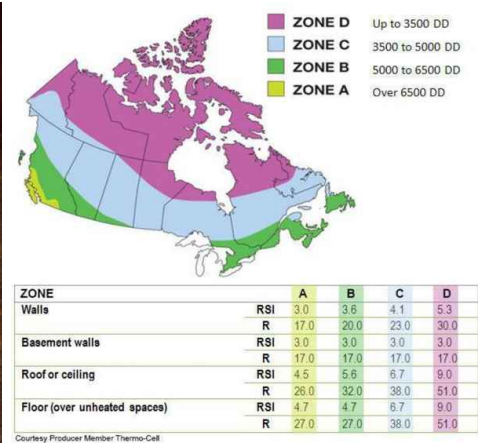 ZONE D Up to 3500 DD
ZONE C 3500 to 5000 DD
ZONE B 5000 to 6500 DD
ZONE A Over 6500 DD
ZONE A B C D
Walls RSI 3.0 3.6 4.1 5.3
R 17.0 20.0 23.0 30.0
Basement walls RSI 3.0 3.0 3.0 3.0
R 17.0 17.0 17.0 17.0
Roof or ceiling RSI 4.5 5.6 6.7 9.0
R 26.0 32.0 38.0 51.0
Floor (over unheated spaces) RSI 4.7 4.7 6.7 9.0
R 27.0 27.0 38.0 51.0
Courtesy Producer Member Thermo-Cell